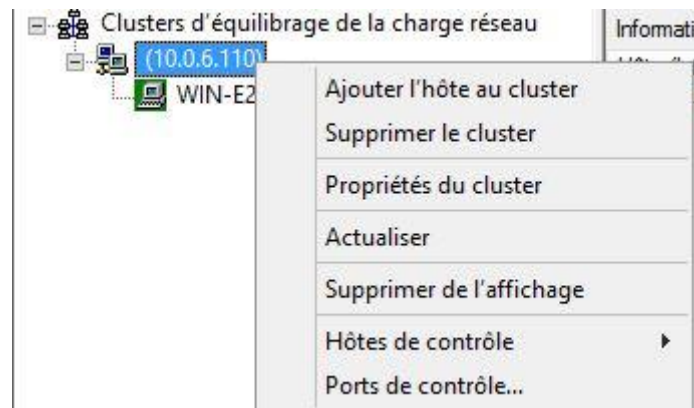 Clusters d'équilibrage de la charge réseau
Informati
(10.0.6.110)
WIN-E2
Ajouter l'hôte au cluster
Supprimer le cluster
Propriétés du cluster
Actualiser
Supprimer de l'affichage
Hôtes de contrôle
Ports de contrôle...